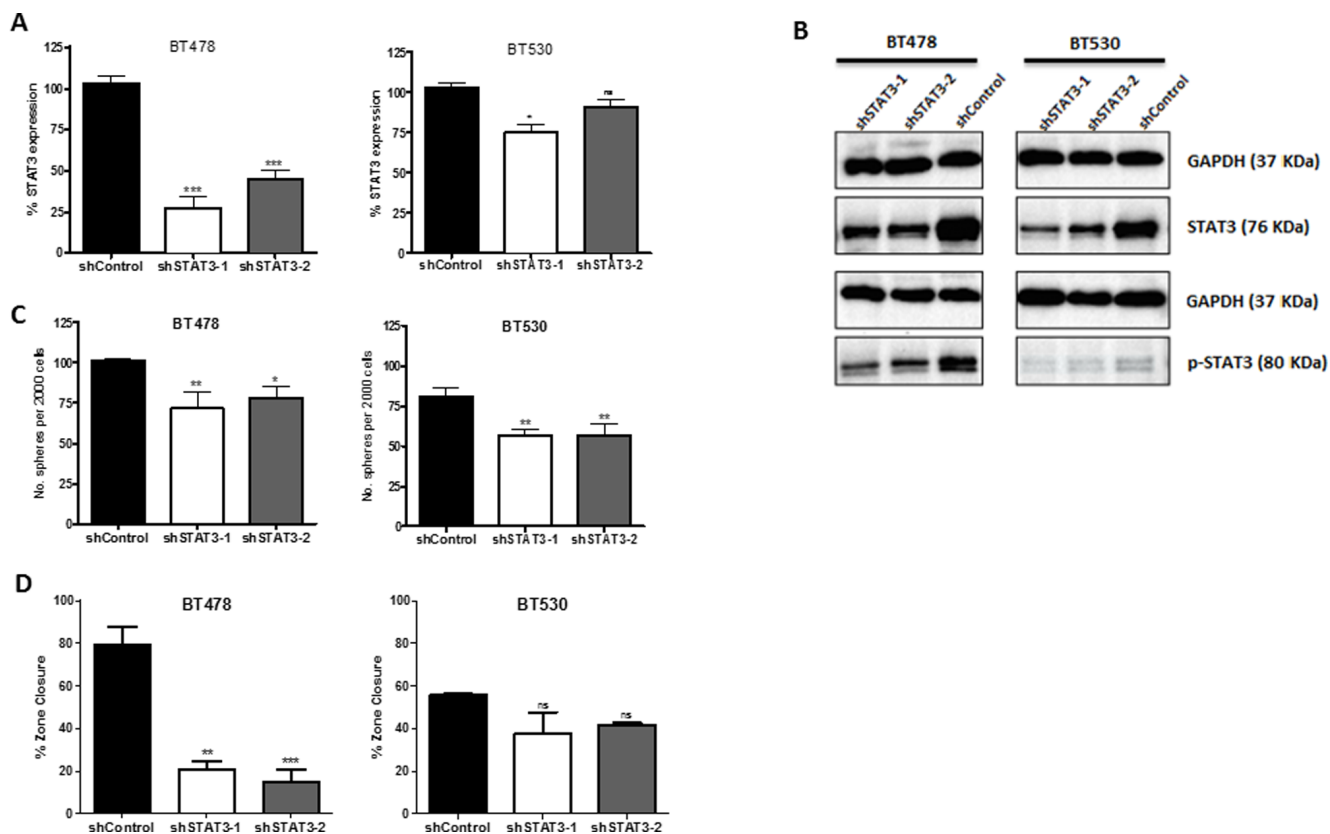 A
BT478
% STAT3 expression
125
100
75
50
25
0
***
***
shControl
shSTAT3-1
shSTAT3-2
BT530
% STAT3 expression
125
100
75
50
25
0
*
ns
shControl
shSTAT3-1
shSTAT3-2
B
BT478
BT530
shSTAT3-1
shSTAT3-2
shControl
shSTAT3-1
shSTAT3-2
shControl
GAPDH (37 KDa)
STAT3 (76 KDa)
GAPDH (37 KDa)
p-STAT3 (80 KDa)
C
BT478
No. spheres per 2000 cells
125
100
75
50
25
0
**
*
shControl
shSTAT3-1
shSTAT3-2
BT530
No. spheres per 2000 cells
125
100
75
50
25
0
**
**
shControl
shSTAT3-1
shSTAT3-2
D
BT478
% Zone Closure
100
80
60
40
20
0
**
***
shControl
shSTAT3-1
shSTAT3-2
BT530
% Zone Closure
100
80
60
40
20
0
ns
ns
shControl
shSTAT3-1
shSTAT3-2